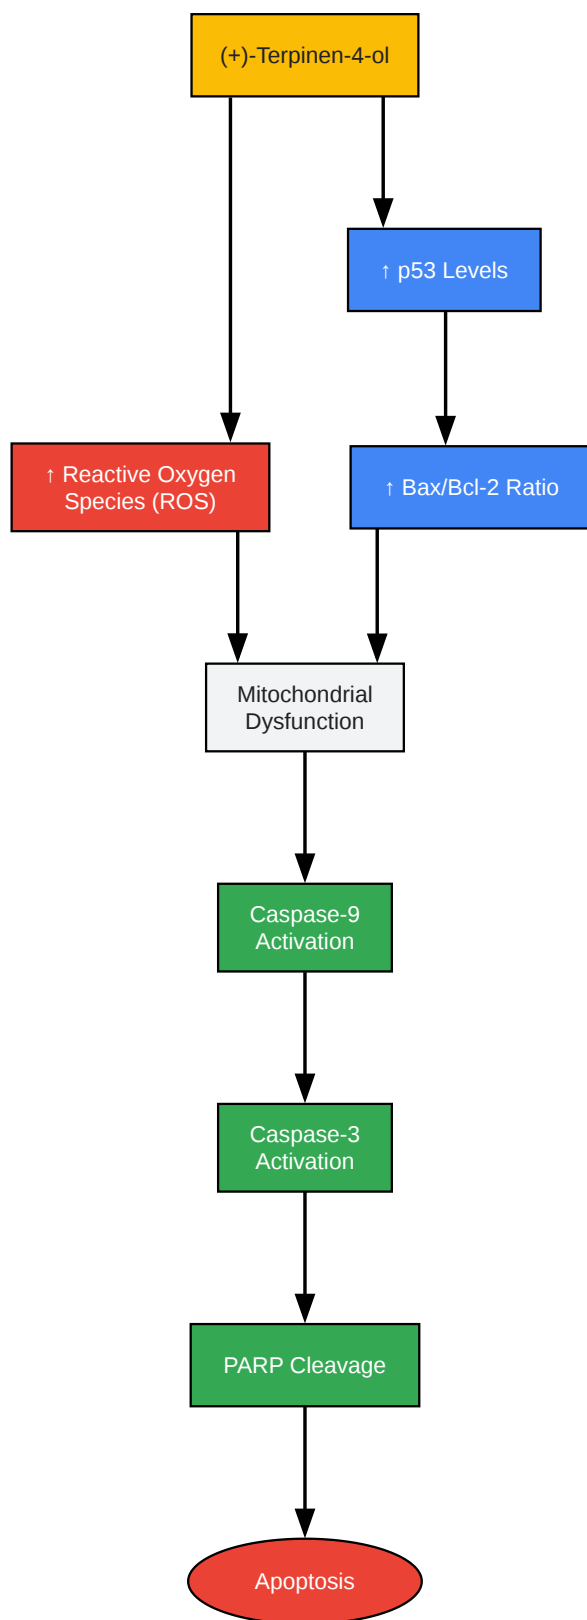 (+)-Terpinen-4-ol
↑ p53 Levels
↑ Reactive Oxygen
Species (ROS)
↑ Bax/Bcl-2 Ratio
Mitochondrial
Dysfunction
Caspase-9
Activation
Caspase-3
Activation
PARP Cleavage
Apoptosis